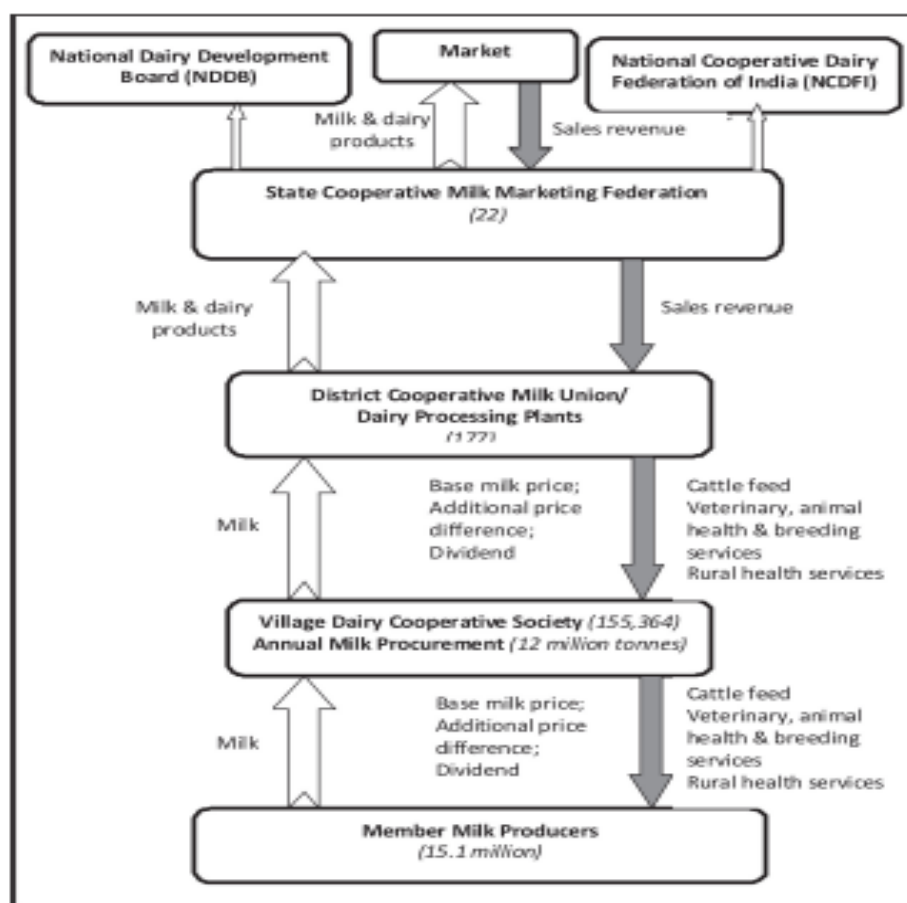 National Dairy Development
Board (NDDB)
Market
National Cooperative Dairy
Federation of India (NCDFI)
Milk & dairy
products
Sales revenue
State Cooperative Milk Marketing Federation
(22)
Milk & dairy
products
Sales revenue
District Cooperative Milk Union/
Dairy Processing Plants
(177)
Milk
Base milk price;
Additional price
difference;
Dividend
Cattle feed
Veterinary, animal
health & breeding
services
Rural health services
Village Dairy Cooperative Society (155,364)
Annual Milk Procurement (12 million tonnes)
Milk
Base milk price;
Additional price
difference;
Dividend
Cattle feed
Veterinary, animal
health & breeding
services
Rural health services
Member Milk Producers
(15.1 million)